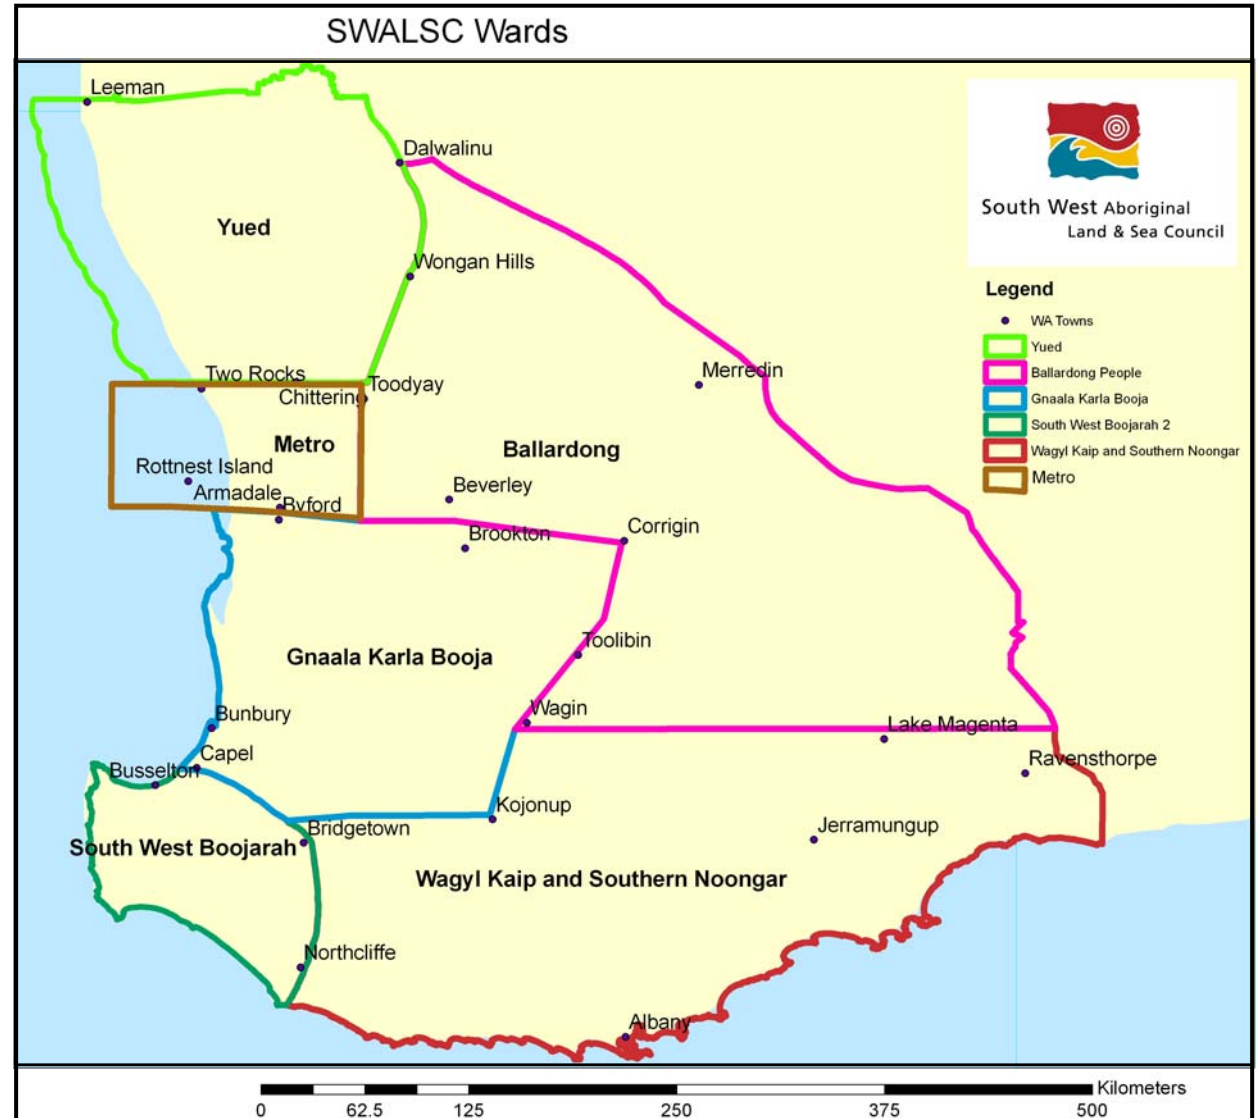 SWALSC Wards
Leeman
Dalwalinu
Yued
Wongan Hills
Two Rocks
Toodyay
Chittering
Merredin
Metro
Ballardong
Rottnest Island
Beverley
Armadale
Byford
Corrigin
Brookton
Toolibin
Gnaala Karla Booja
Wagin
Bunbury
Lake Magenta
Capel
Ravensthorpe
Busselton
Kojonup
Bridgetown
Jerramungup
South West Boojarah
Wagyl Kaip and Southern Noongar
Northcliffe
Albany
South West Aboriginal
Land & Sea Council
Legend
WA Towns
Yued
Ballardong People
Gnaala Karla Booja
South West Boojarah 2
Wagyl Kaip and Southern Noongar
Metro
Kilometers
0 62.5 125 250 375 500